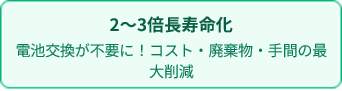 2〜3倍長寿命化
電池交換が不要に！コスト・廃棄物・手間の最
大削減